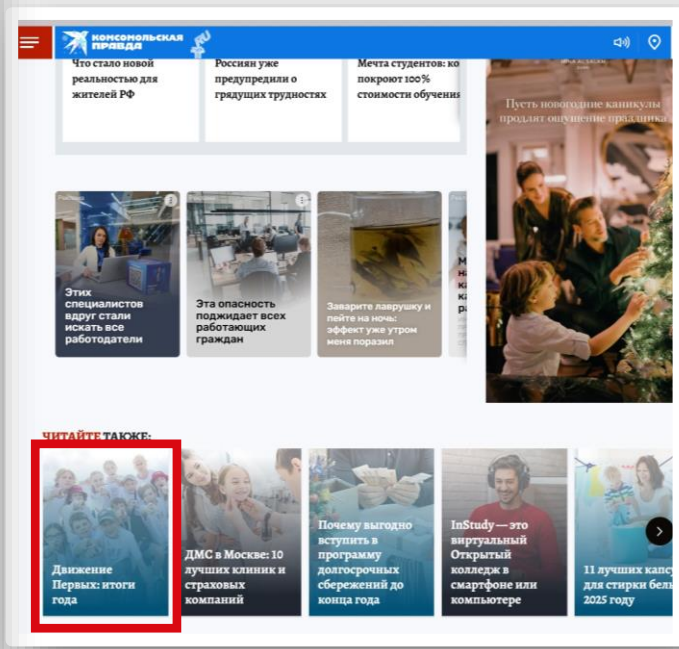 КОМСОМОЛЬСКАЯ
ПРАВДА
Что стало новой
реальностью для
жителей РФ
Россиян уже
предупредили о
грядущих трудностях
Мечта студентов: ко
покроют 100%
стоимости обучения
Пусть новогодние каникулы
продлит ощущение праздника
Этих
специалистов
вдруг стали
искать все
работодатели
Эта опасность
поджидает всех
работающих
граждан
Заварите лаврушку и
пейте на ночь:
эффект уже утром
меня поразил
ЧИТАЙТЕ ТАКЖЕ:
Движение
Первых: итоги
года
ДМС в Москве: 10
лучших клиник и
страховых
компаний
Почему выгодно
вступить в
программу
долгосрочных
сбережений до
конца года
InStudy — это
виртуальный
Открытый
колледж в
смартфоне или
компьютере
11 лучших капсу
для стирки бель
2025 году